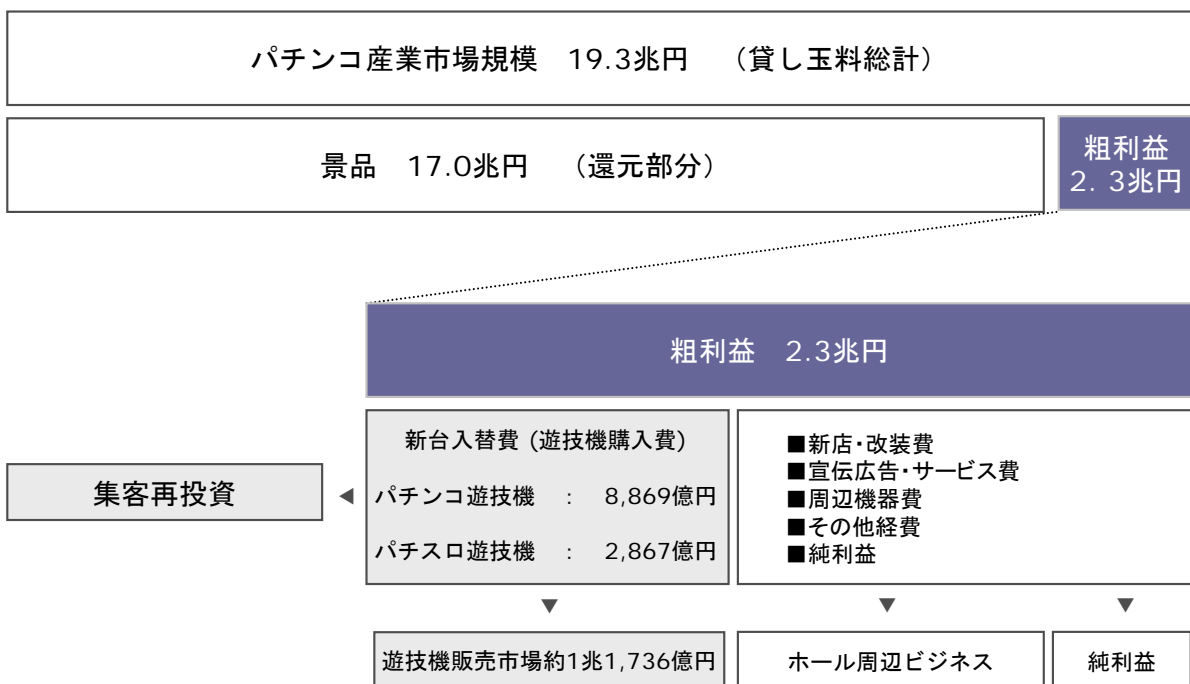 パチンコ産業市場規模　19.3兆円　（貸し玉料総計）
景品　17.0兆円　（還元部分）
粗利益
2. 3兆円
粗利益　2.3兆円
新台入替費 (遊技機購入費)
パチンコ遊技機　：　8,869億円
パチスロ遊技機　：　2,867億円
■新店・改装費
■宣伝広告・サービス費
■周辺機器費
■その他経費
■純利益
集客再投資
遊技機販売市場約1兆1,736億円
ホール周辺ビジネス
純利益